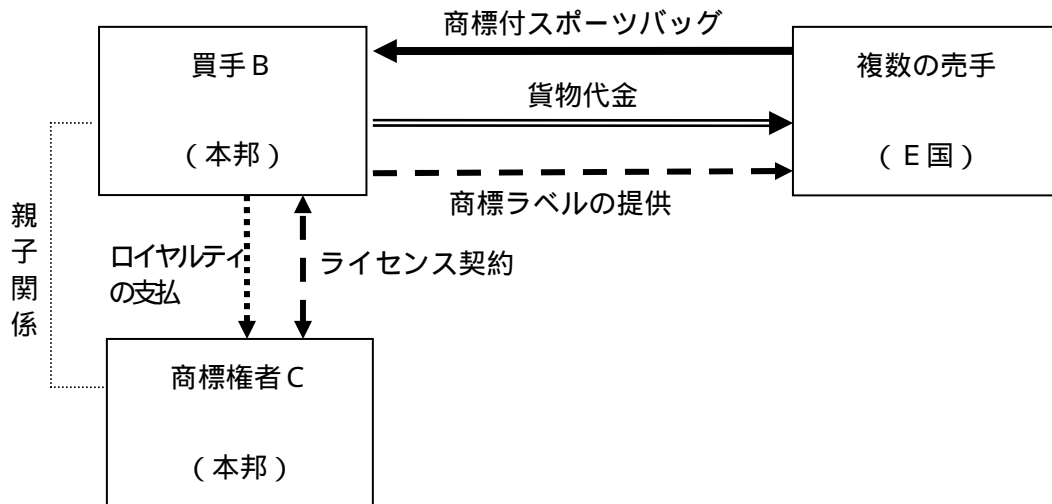 商標付スポーツバッグ
買手B
(本邦)
複数の売手
(E国)
貨物代金
商標ラベルの提供
親子関係
ロイヤルティ
の支払
ライセンス契約
商標権者C
(本邦)